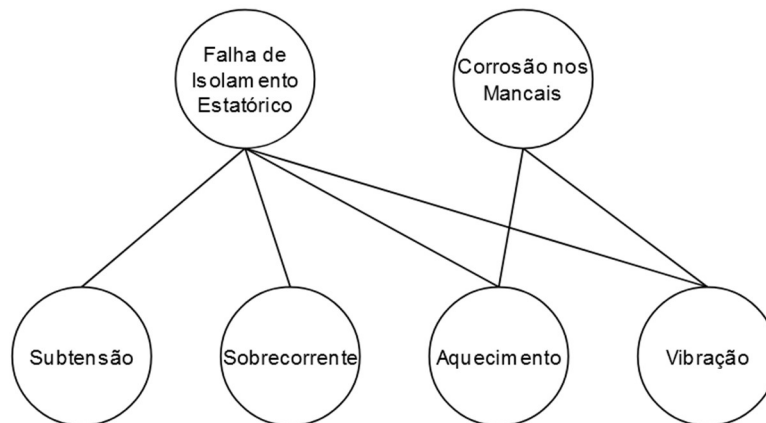 Falha de
Isolamento
Estatórico
Corrosão nos
Mancais
Subtensão
Sobrecorrente
Aquecimento
Vibração